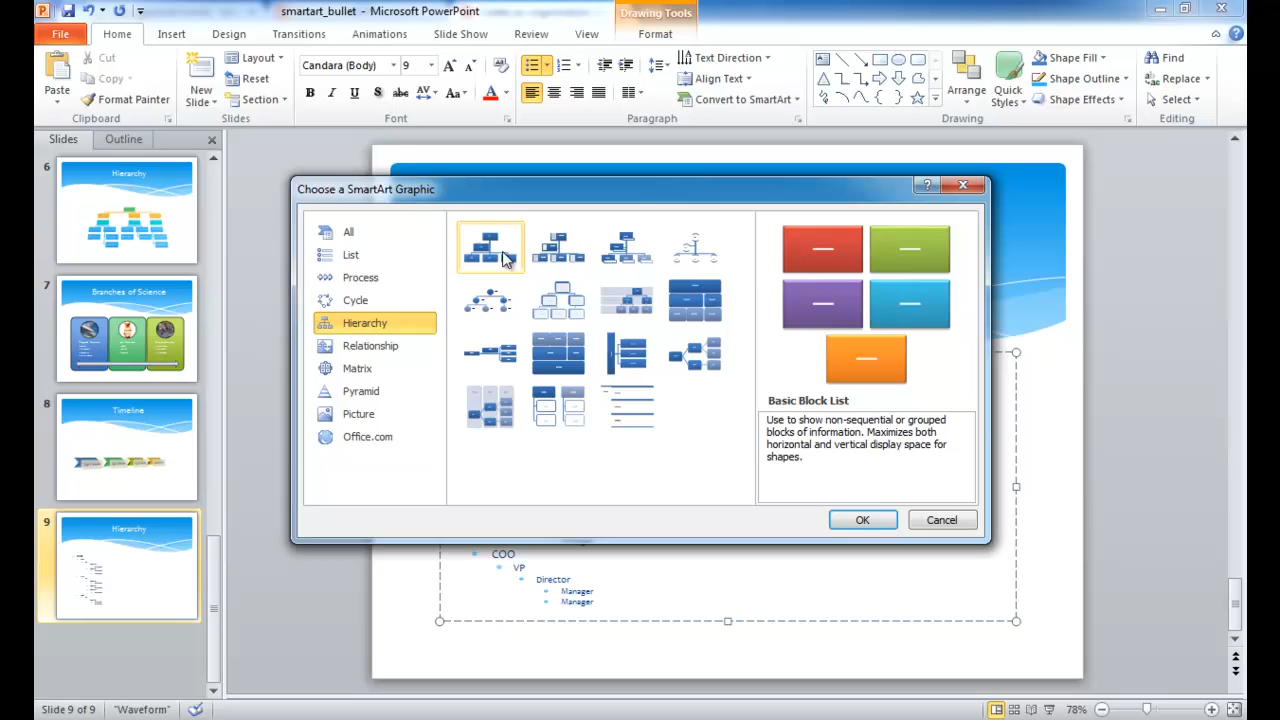 smartart_bullet - Microsoft PowerPoint
Drawing Tools
File Home Insert Design Transitions Animations Slide Show Review View Format
Paste
Cut
Copy
Format Painter
Clipboard
New Slide
Layout
Reset
Section
Slides
Candara (Body) 9
B I U S abc AV Aa A
Font
Text Direction
Align Text
Convert to SmartArt
Paragraph
Arrange
Quick Styles
Shape Fill
Shape Outline
Shape Effects
Drawing
Find
Replace
Select
Editing
Slides Outline
6
Hierarchy
7
Branches of Science
8
Timeline
9
Hierarchy
Choose a SmartArt Graphic
All
List
Process
Cycle
Hierarchy
Relationship
Matrix
Pyramid
Picture
Office.com
Basic Block List
Use to show non-sequential or grouped
blocks of information. Maximizes both
horizontal and vertical display space for
shapes.
OK Cancel
COO
VP
Director
Manager
Manager
Slide 9 of 9 "Waveform" 78%